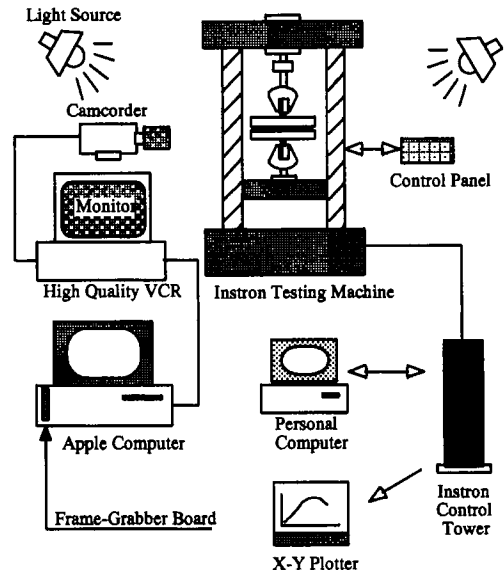 Light Source
Camcorder
Monitor
Control Panel
High Quality VCR
Instron Testing Machine
Apple Computer
Personal
Computer
Frame-Grabber Board
Instron
Control
Tower
X-Y Plotter